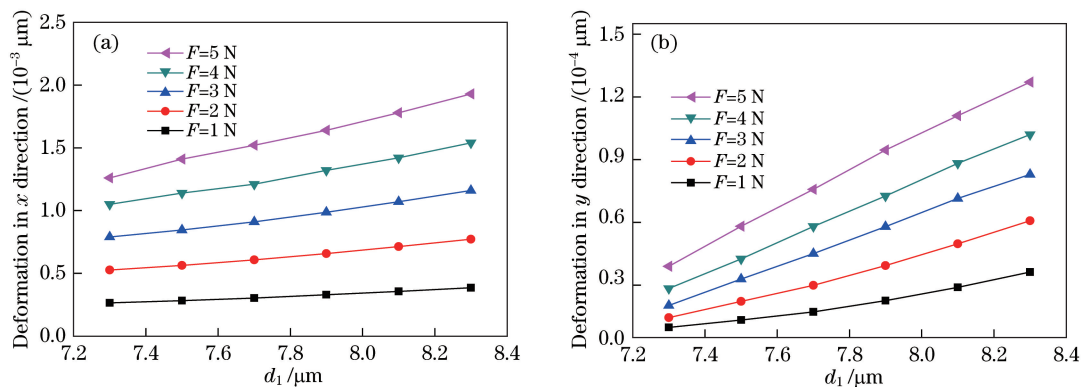 (a)
F=5 N
F=4 N
F=3 N
F=2 N
F=1 N
Deformation in x direction /(10⁻³ μm)
2.5
2.0
1.5
1.0
0.5
0.0
7.2 7.4 7.6 7.8 8.0 8.2 8.4
d₁ /μm
(b)
F=5 N
F=4 N
F=3 N
F=2 N
F=1 N
Deformation in y direction /(10⁻⁴ μm)
1.5
1.2
0.9
0.6
0.3
0.0
7.2 7.4 7.6 7.8 8.0 8.2 8.4
d₁ /μm